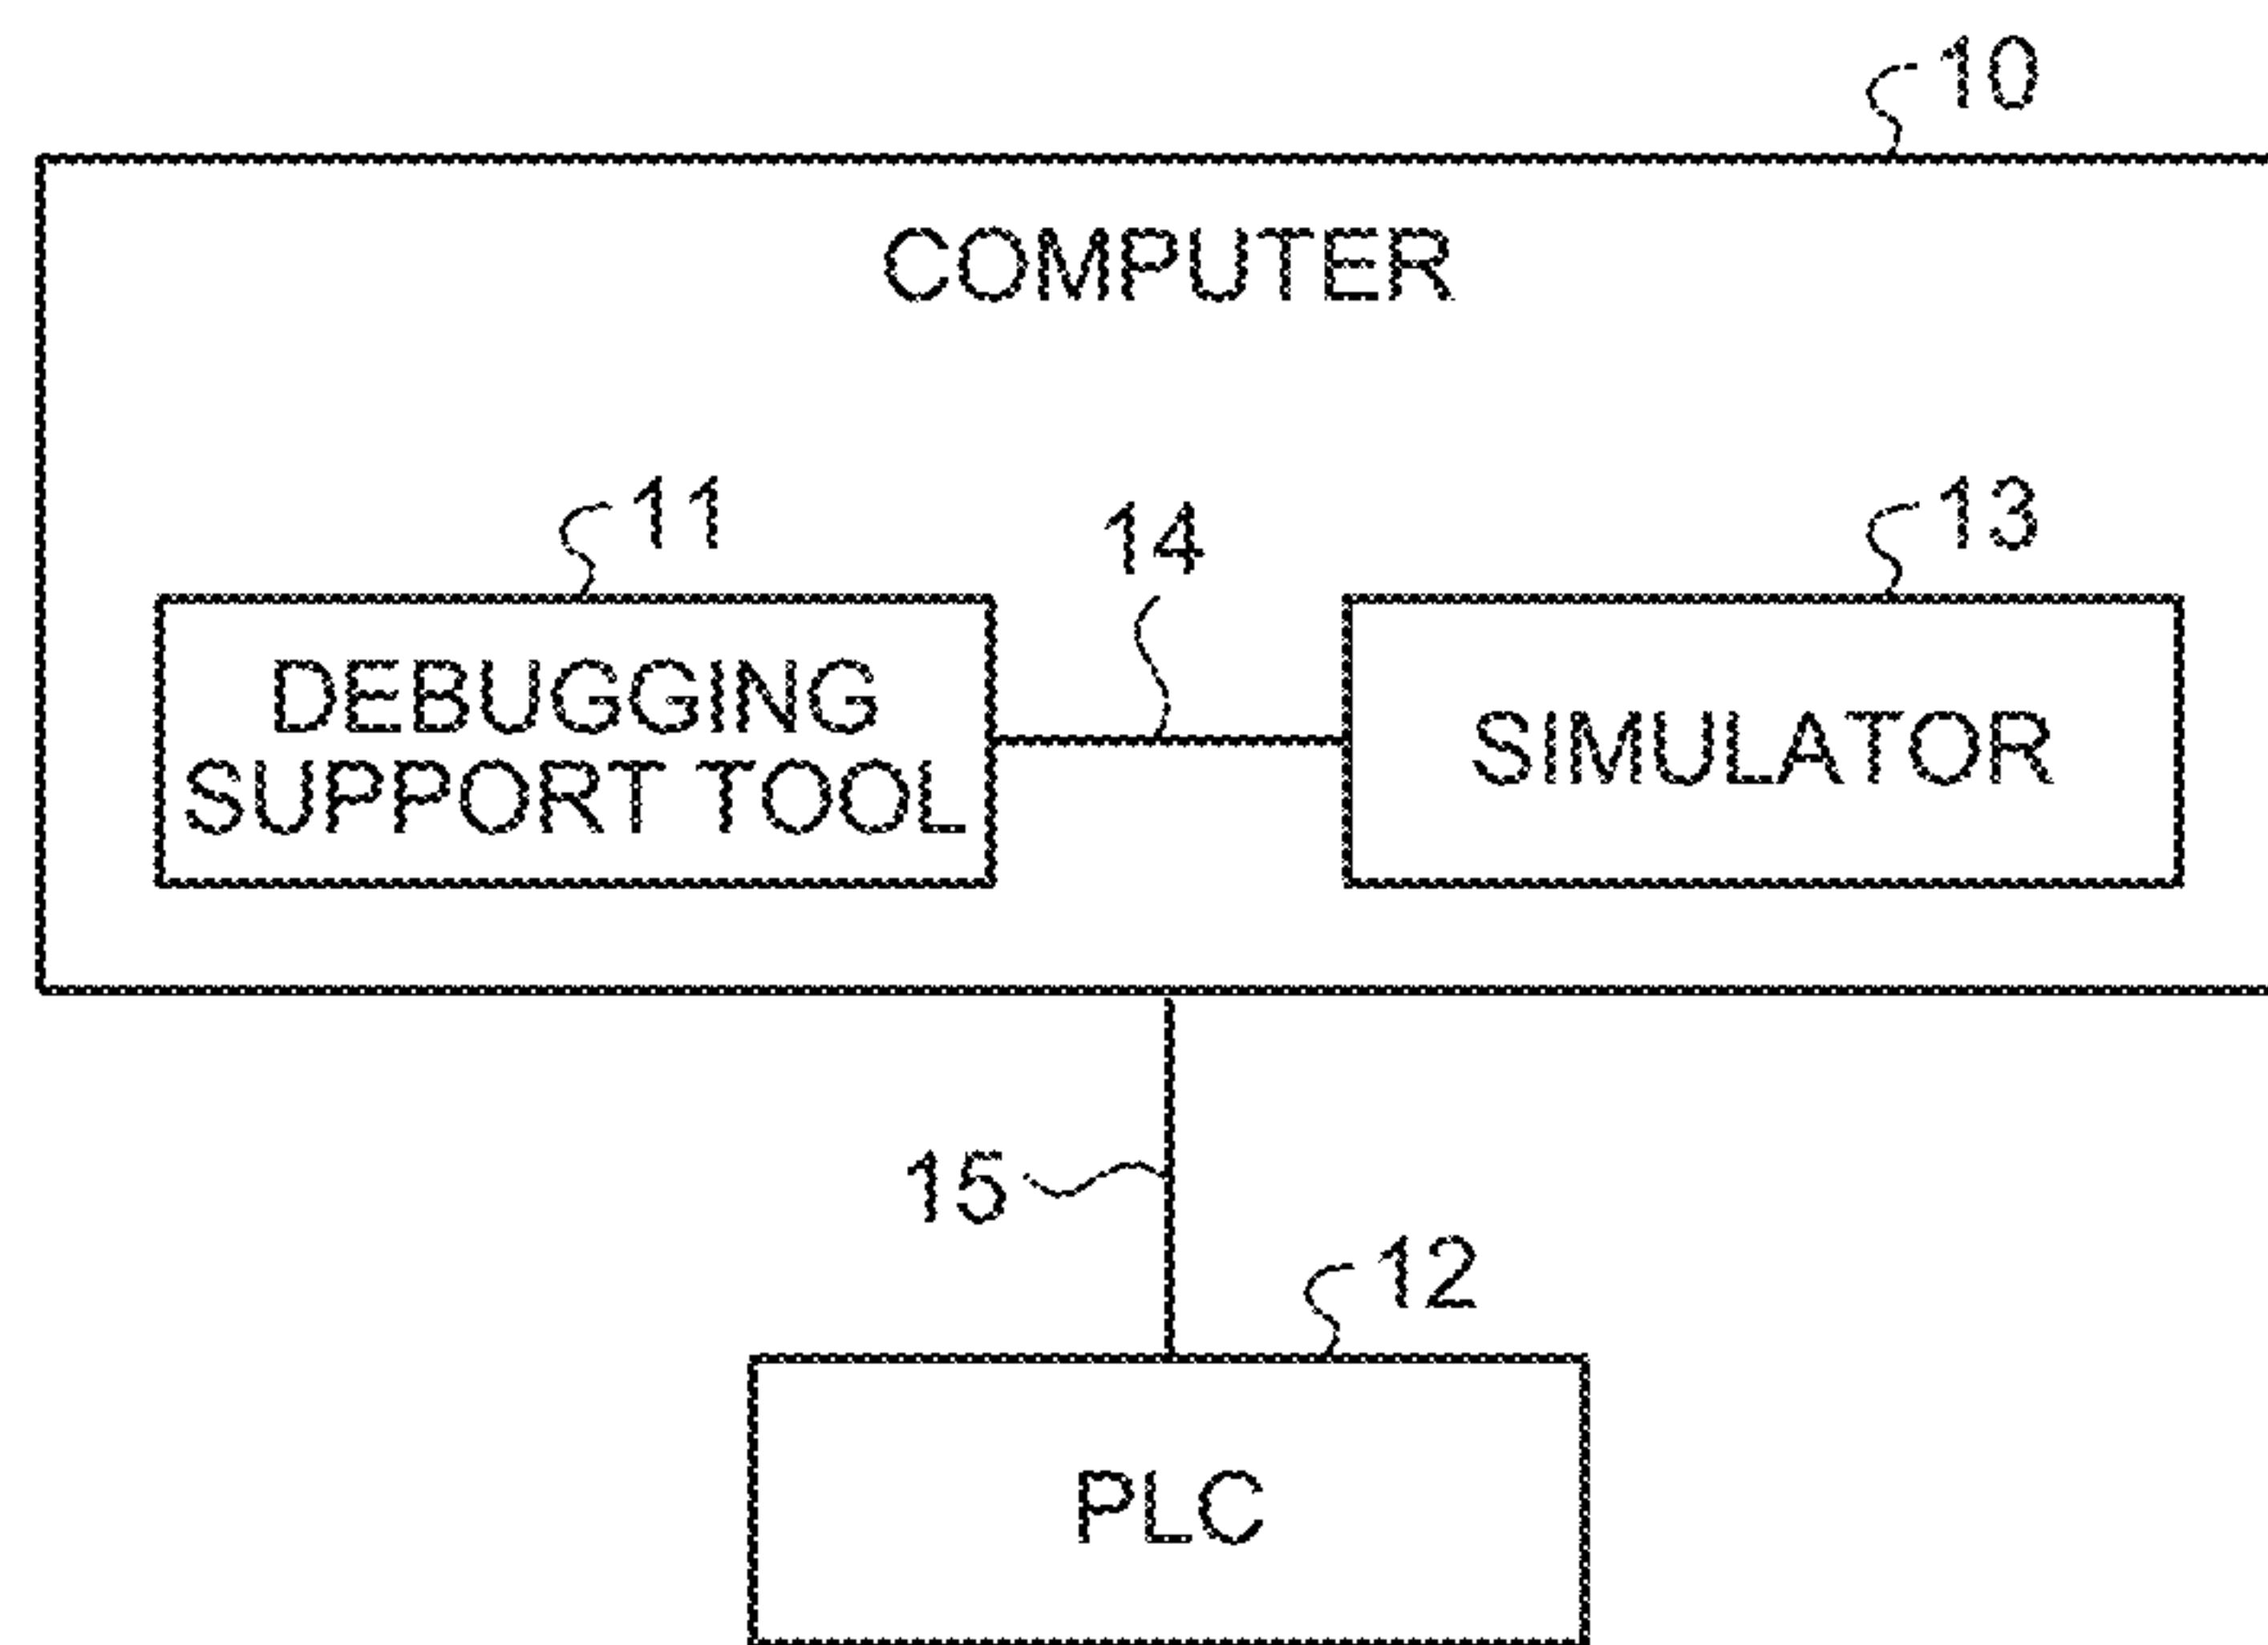 10
COMPUTER
11
14
13
DEBUGGING
SUPPORT TOOL
SIMULATOR
15
12
PLC